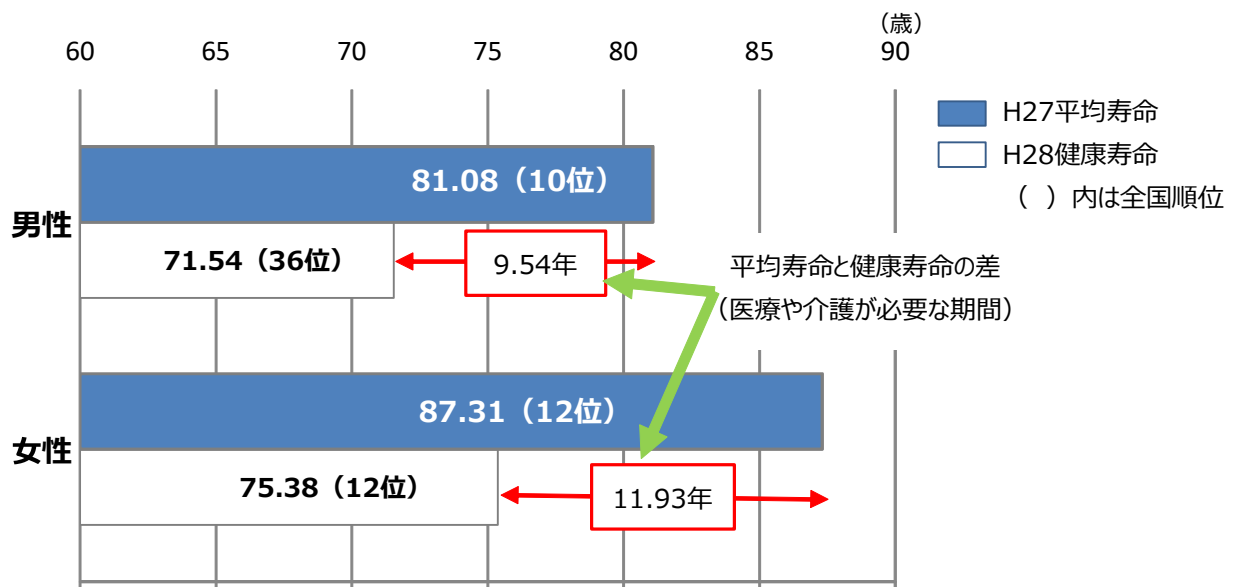 (歳)
60 65 70 75 80 85 90
H27平均寿命
H28健康寿命
( )内は全国順位
男性
81.08(10位)
71.54(36位)
9.54年
平均寿命と健康寿命の差
(医療や介護が必要な期間)
女性
87.31(12位)
75.38(12位)
11.93年